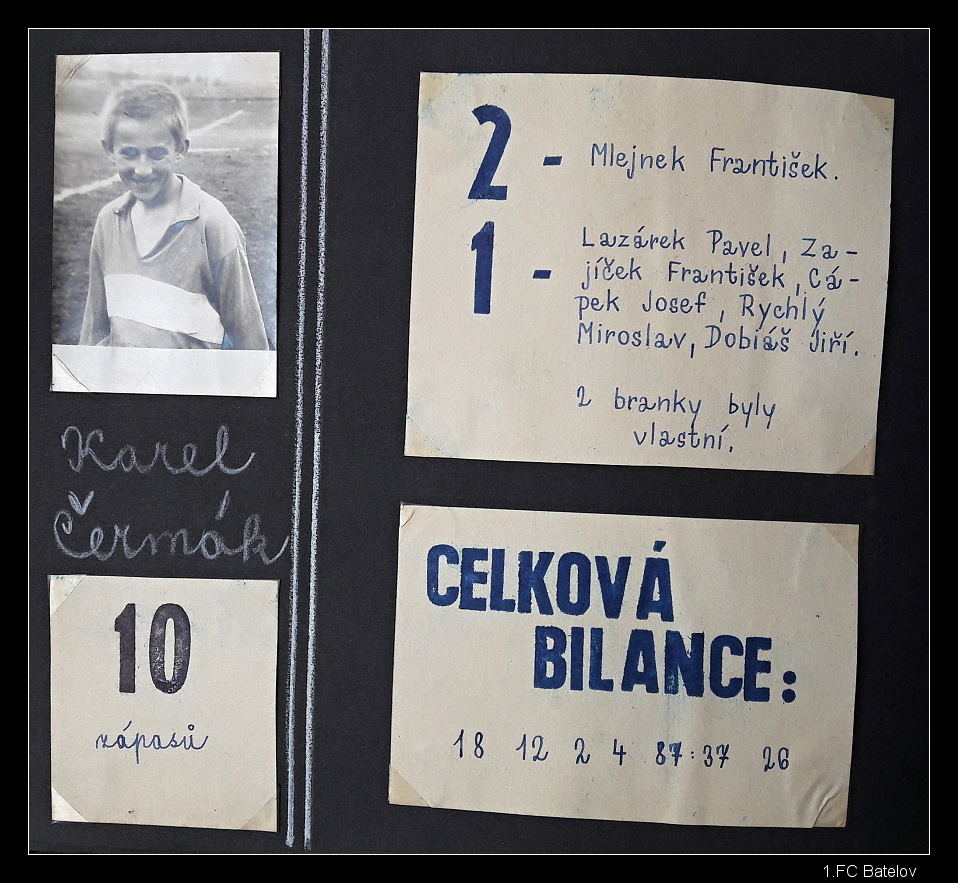 Karel
Čermák
10
zápasů
2 - Mlejnek František.
1 - Lazárek Pavel, Za-
jíček František, Cá-
pek Josef, Rychlý
Miroslav, Dobiáš Jiří.
2 branky byly
vlastní.
CELKOVÁ
BILANCE:
18 12 2 4 87:37 26
1.FC Batelov